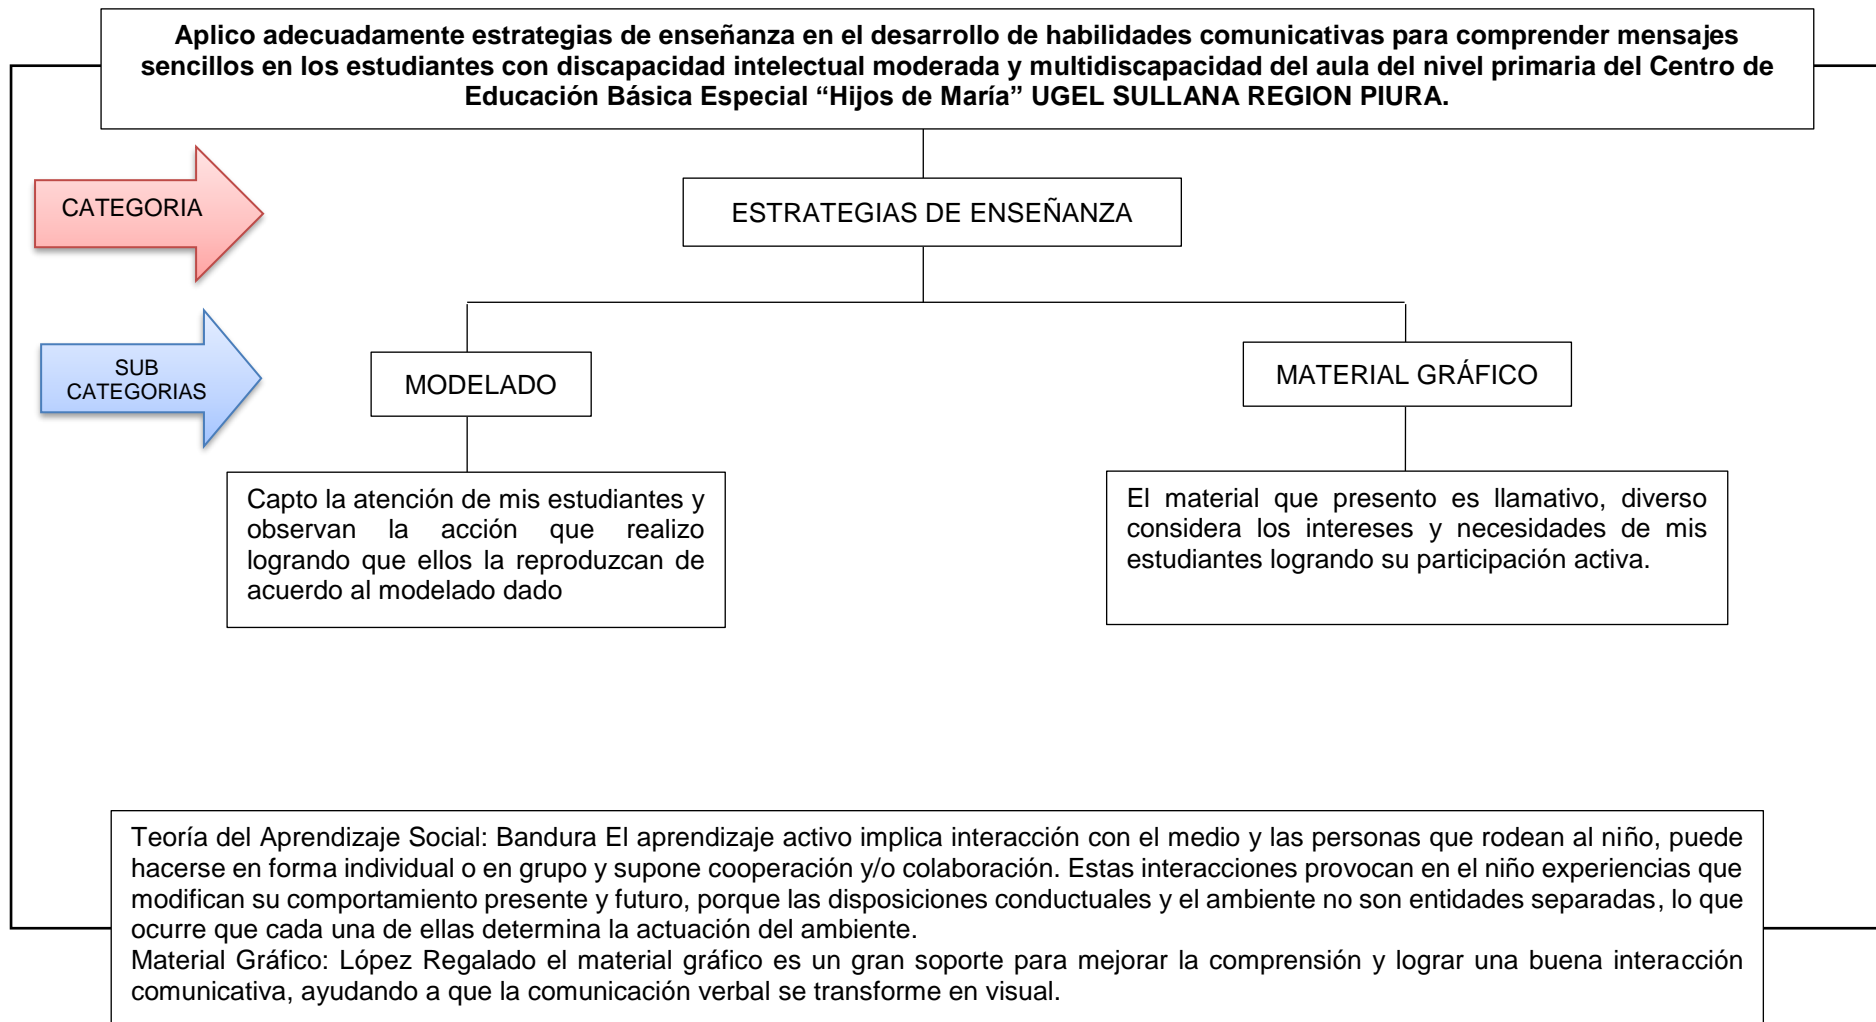 Aplico adecuadamente estrategias de enseñanza en el desarrollo de habilidades comunicativas para comprender mensajes
sencillos en los estudiantes con discapacidad intelectual moderada y multidiscapacidad del aula del nivel primaria del Centro de
Educación Básica Especial “Hijos de María” UGEL SULLANA REGION PIURA.
CATEGORIA
ESTRATEGIAS DE ENSEÑANZA
SUB
CATEGORIAS
MODELADO
MATERIAL GRÁFICO
Capto la atención de mis estudiantes y
observan la acción que realizo
logrando que ellos la reproduzcan de
acuerdo al modelado dado
El material que presento es llamativo, diverso
considera los intereses y necesidades de mis
estudiantes logrando su participación activa.
Teoría del Aprendizaje Social: Bandura El aprendizaje activo implica interacción con el medio y las personas que rodean al niño, puede
hacerse en forma individual o en grupo y supone cooperación y/o colaboración. Estas interacciones provocan en el niño experiencias que
modifican su comportamiento presente y futuro, porque las disposiciones conductuales y el ambiente no son entidades separadas, lo que
ocurre que cada una de ellas determina la actuación del ambiente.
Material Gráfico: López Regalado el material gráfico es un gran soporte para mejorar la comprensión y lograr una buena interacción
comunicativa, ayudando a que la comunicación verbal se transforme en visual.